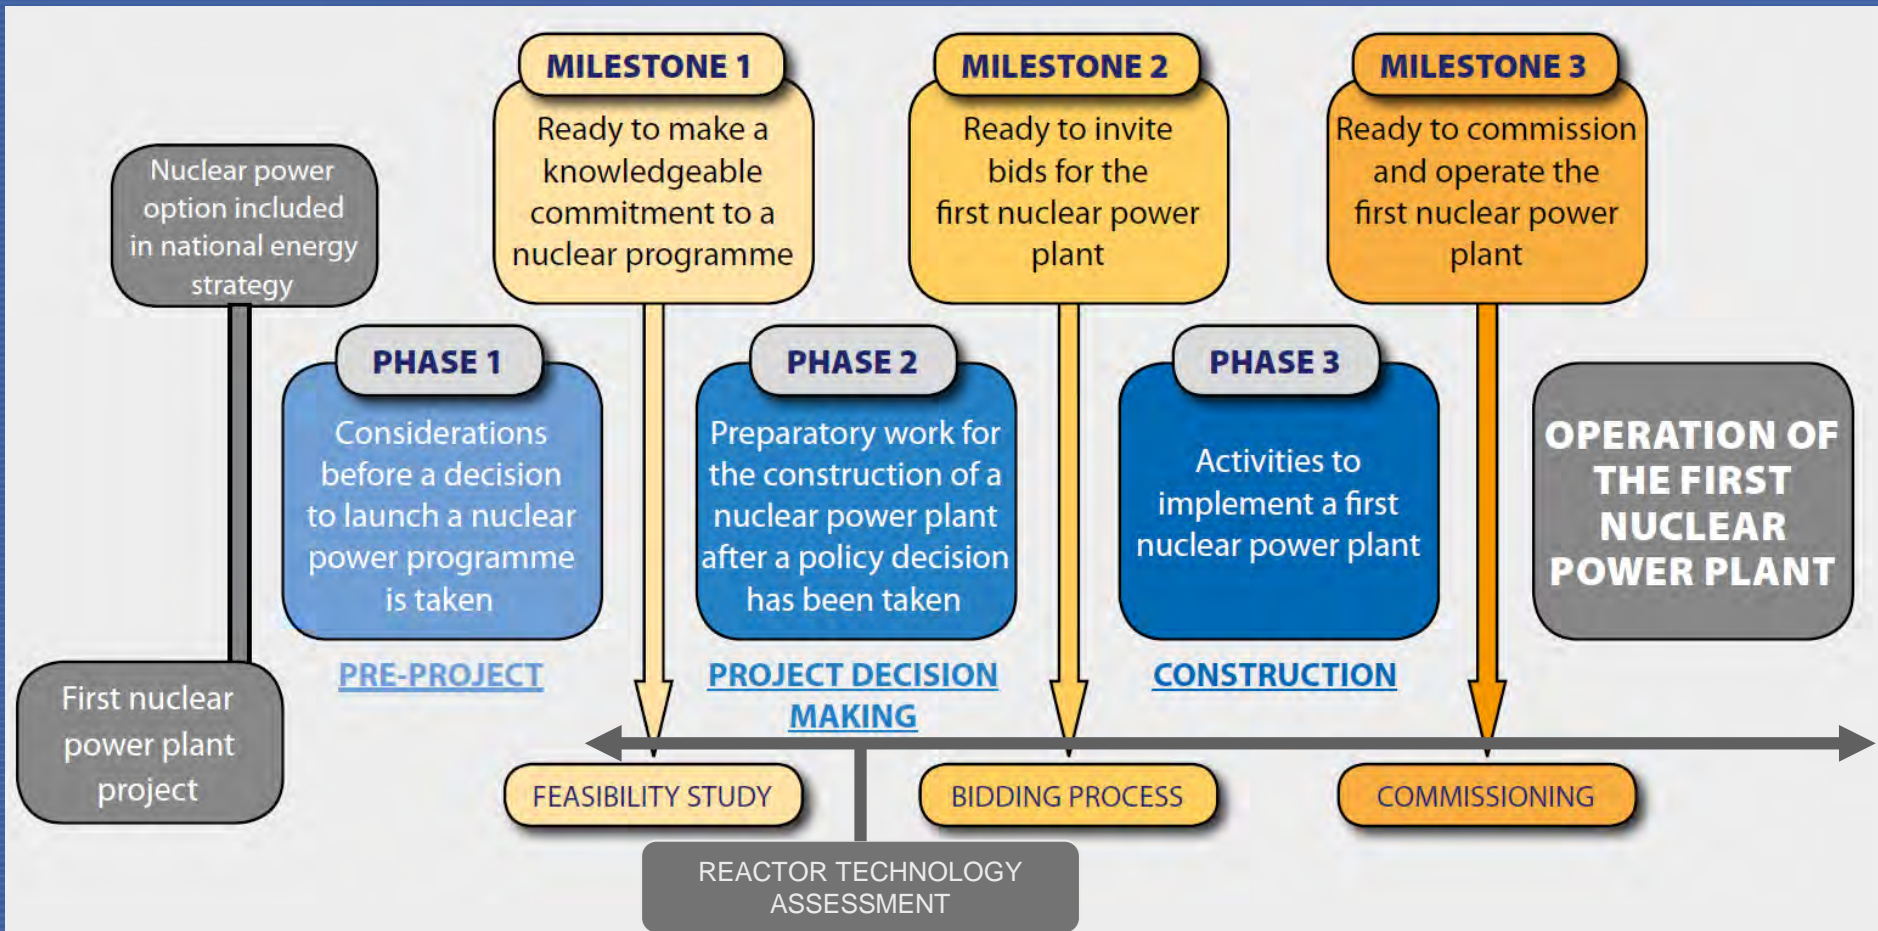 MILESTONE 1
Ready to make a
knowledgeable
commitment to a
nuclear programme
MILESTONE 2
Ready to invite
bids for the
first nuclear power
plant
MILESTONE 3
Ready to commission
and operate the
first nuclear power
plant
Nuclear power
option included
in national energy
strategy
PHASE 1
Considerations
before a decision
to launch a nuclear
power programme
is taken
PRE-PROJECT
PHASE 2
Preparatory work for
the construction of a
nuclear power plant
after a policy decision
has been taken
PROJECT DECISION
MAKING
PHASE 3
Activities to
implement a first
nuclear power plant
CONSTRUCTION
OPERATION OF
THE FIRST
NUCLEAR
POWER PLANT
First nuclear
power plant
project
FEASIBILITY STUDY
BIDDING PROCESS
COMMISSIONING
REACTOR TECHNOLOGY
ASSESSMENT